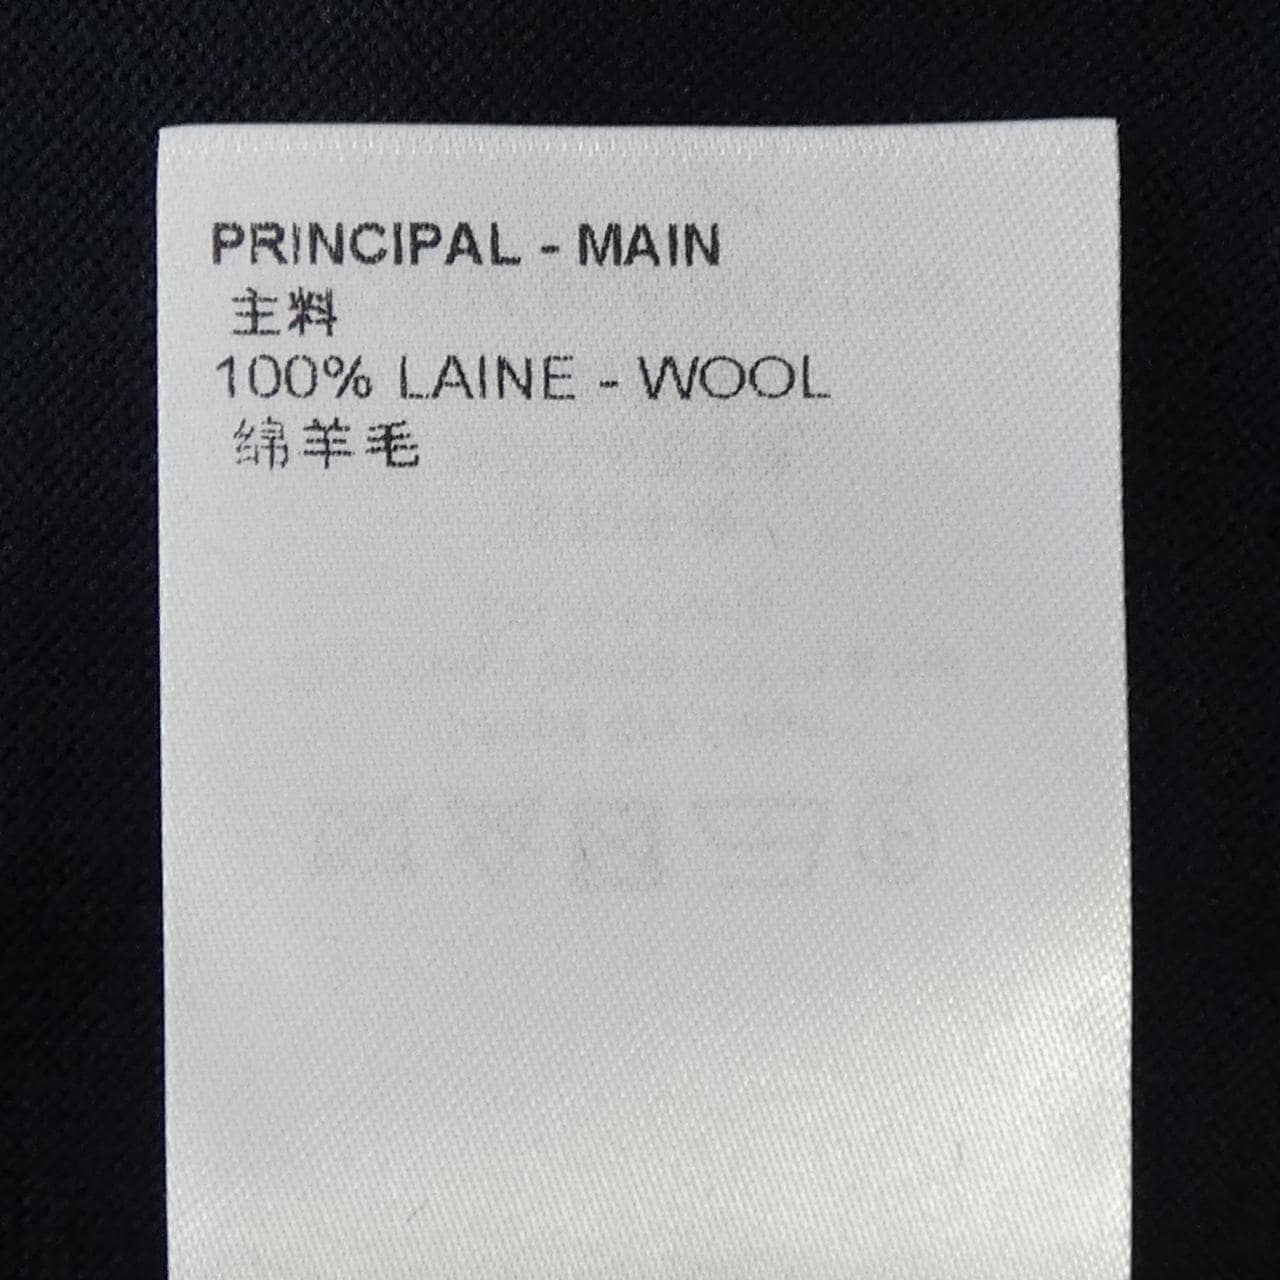 PRINCIPAL - MAIN
主料
100% LAINE - WOOL
绵羊毛